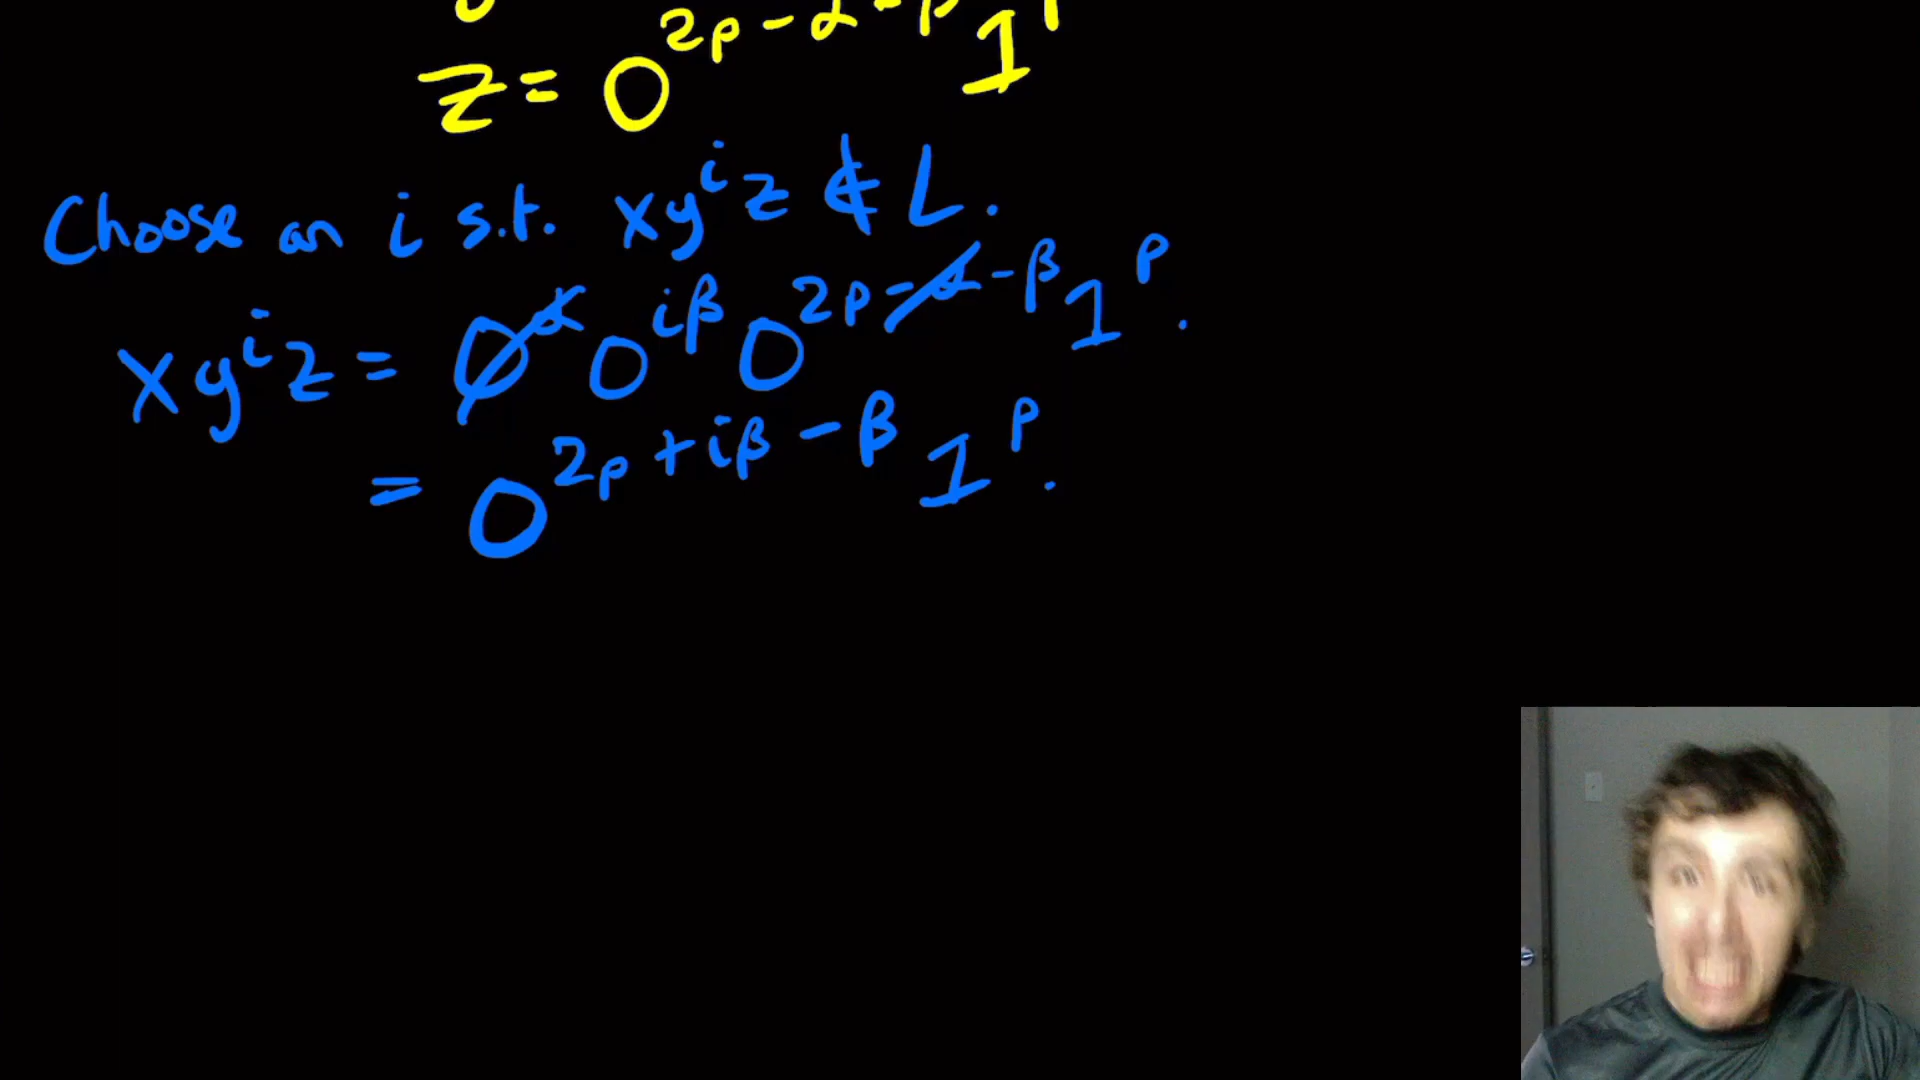 z = 0^{2p-α-β} 1^p
Choose an i s.t. xy^i z ∉ L.
xy^i z = 0^α 0^{iβ} 0^{2p-α-β} 1^p.
= 0^{2p+iβ-β} 1^p.